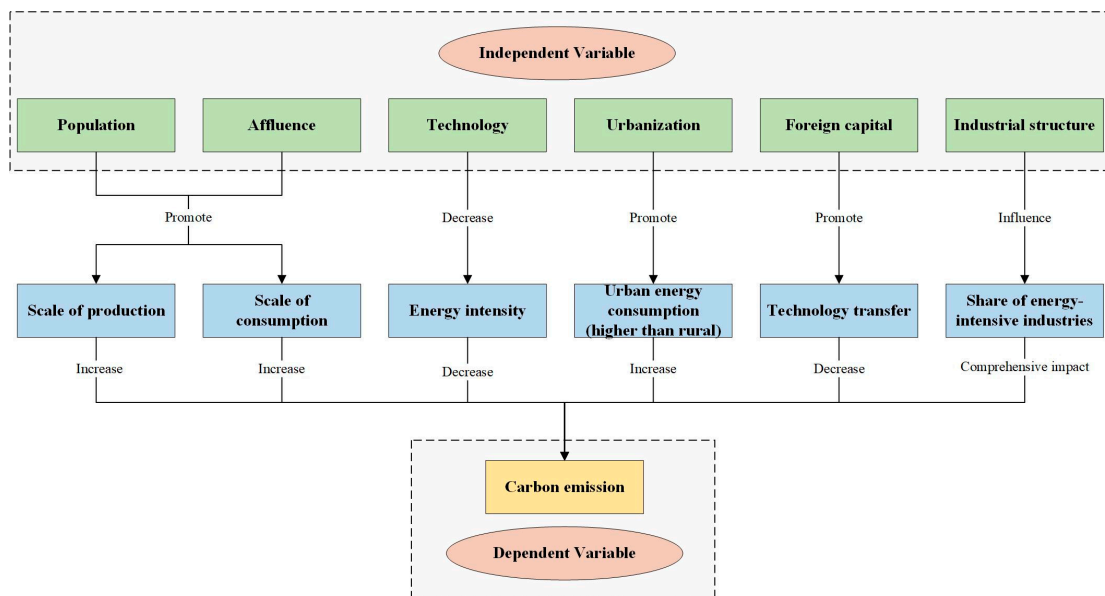 Independent Variable
Population
Affluence
Technology
Urbanization
Foreign capital
Industrial structure
Promote
Decrease
Promote
Promote
Influence
Scale of production
Scale of
consumption
Energy intensity
Urban energy
consumption
(higher than rural)
Technology transfer
Share of energy-
intensive industries
Increase
Increase
Decrease
Increase
Decrease
Comprehensive impact
Carbon emission
Dependent Variable